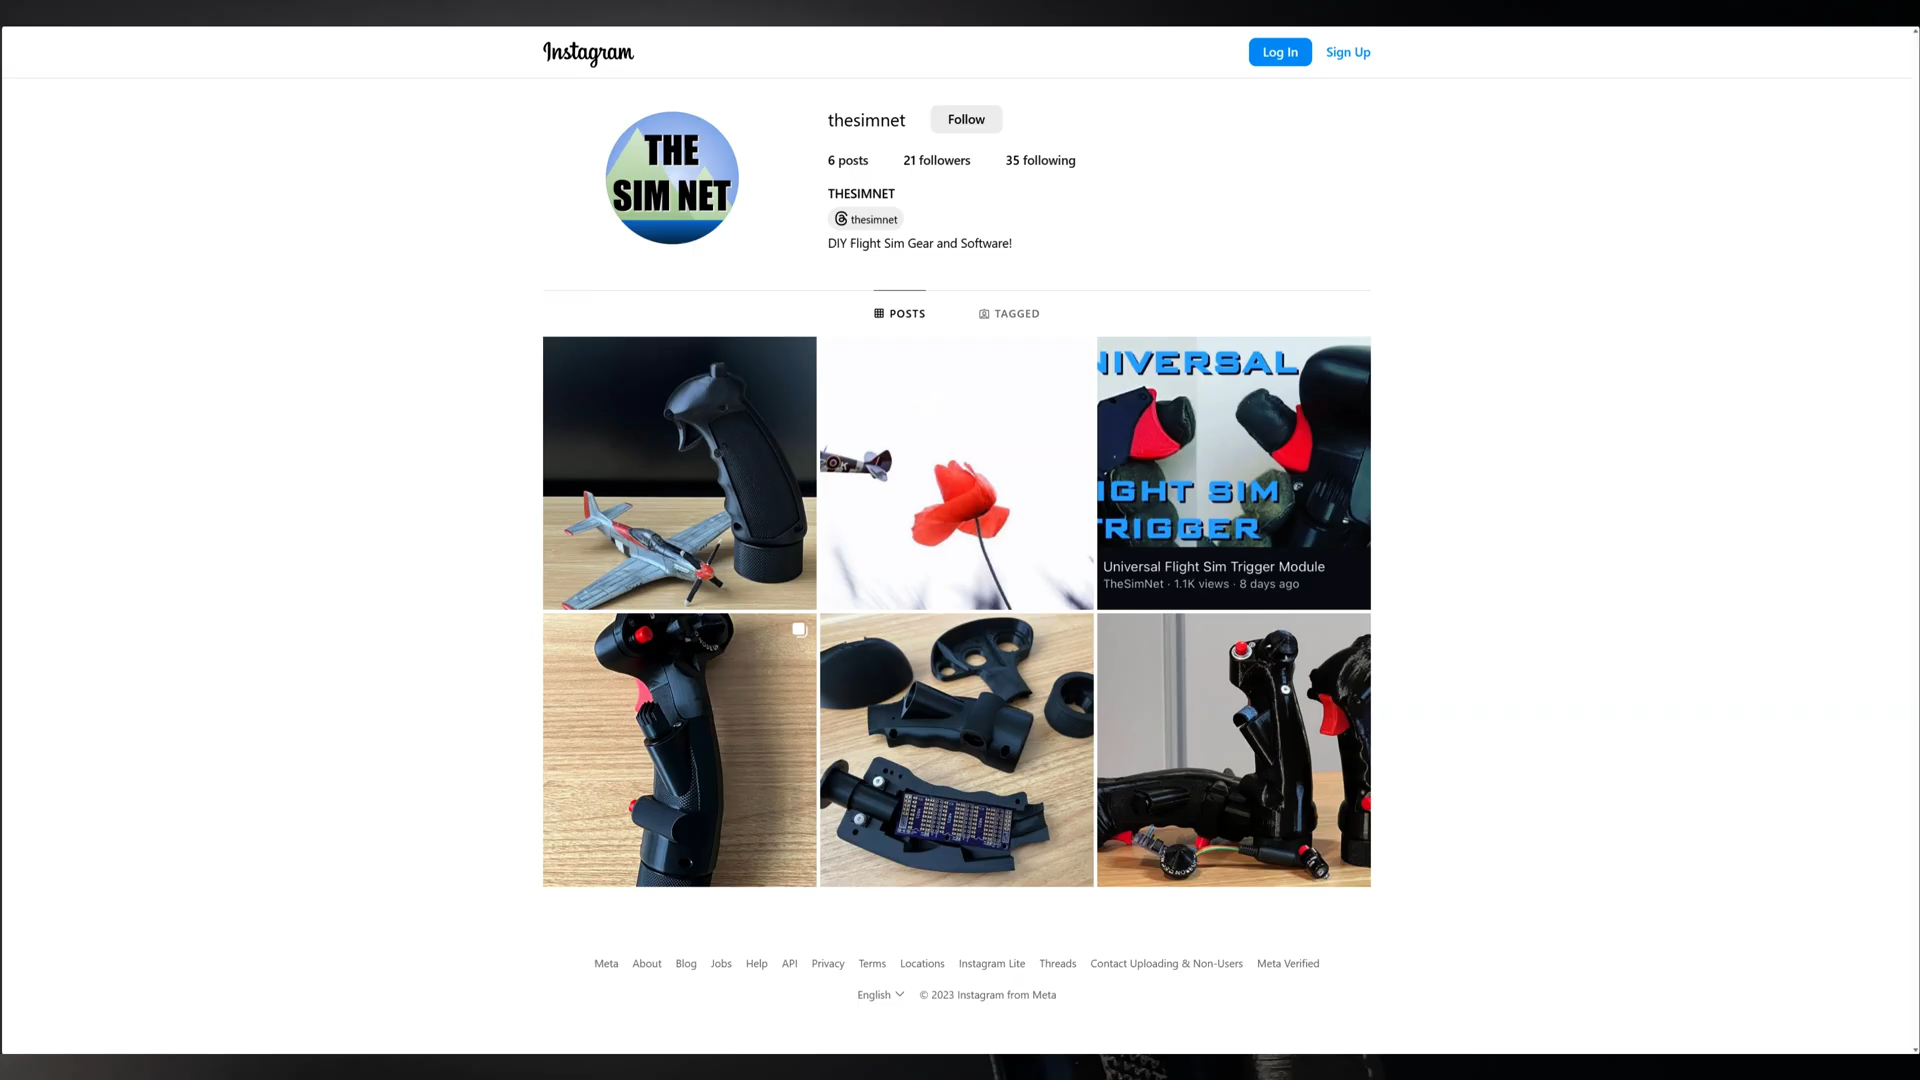 Instagram
Log In
Sign Up
THE
SIM NET
thesimnet
Follow
6 posts
21 followers
35 following
THESIMNET
thesimnet
DIY Flight Sim Gear and Software!
POSTS
TAGGED
K
NIVERSAL
IGHT SIM
TRIGGER
Universal Flight Sim Trigger Module
TheSimNet · 1.1K views · 8 days ago
Meta
About
Blog
Jobs
Help
API
Privacy
Terms
Locations
Instagram Lite
Threads
Contact Uploading & Non-Users
Meta Verified
English
© 2023 Instagram from Meta